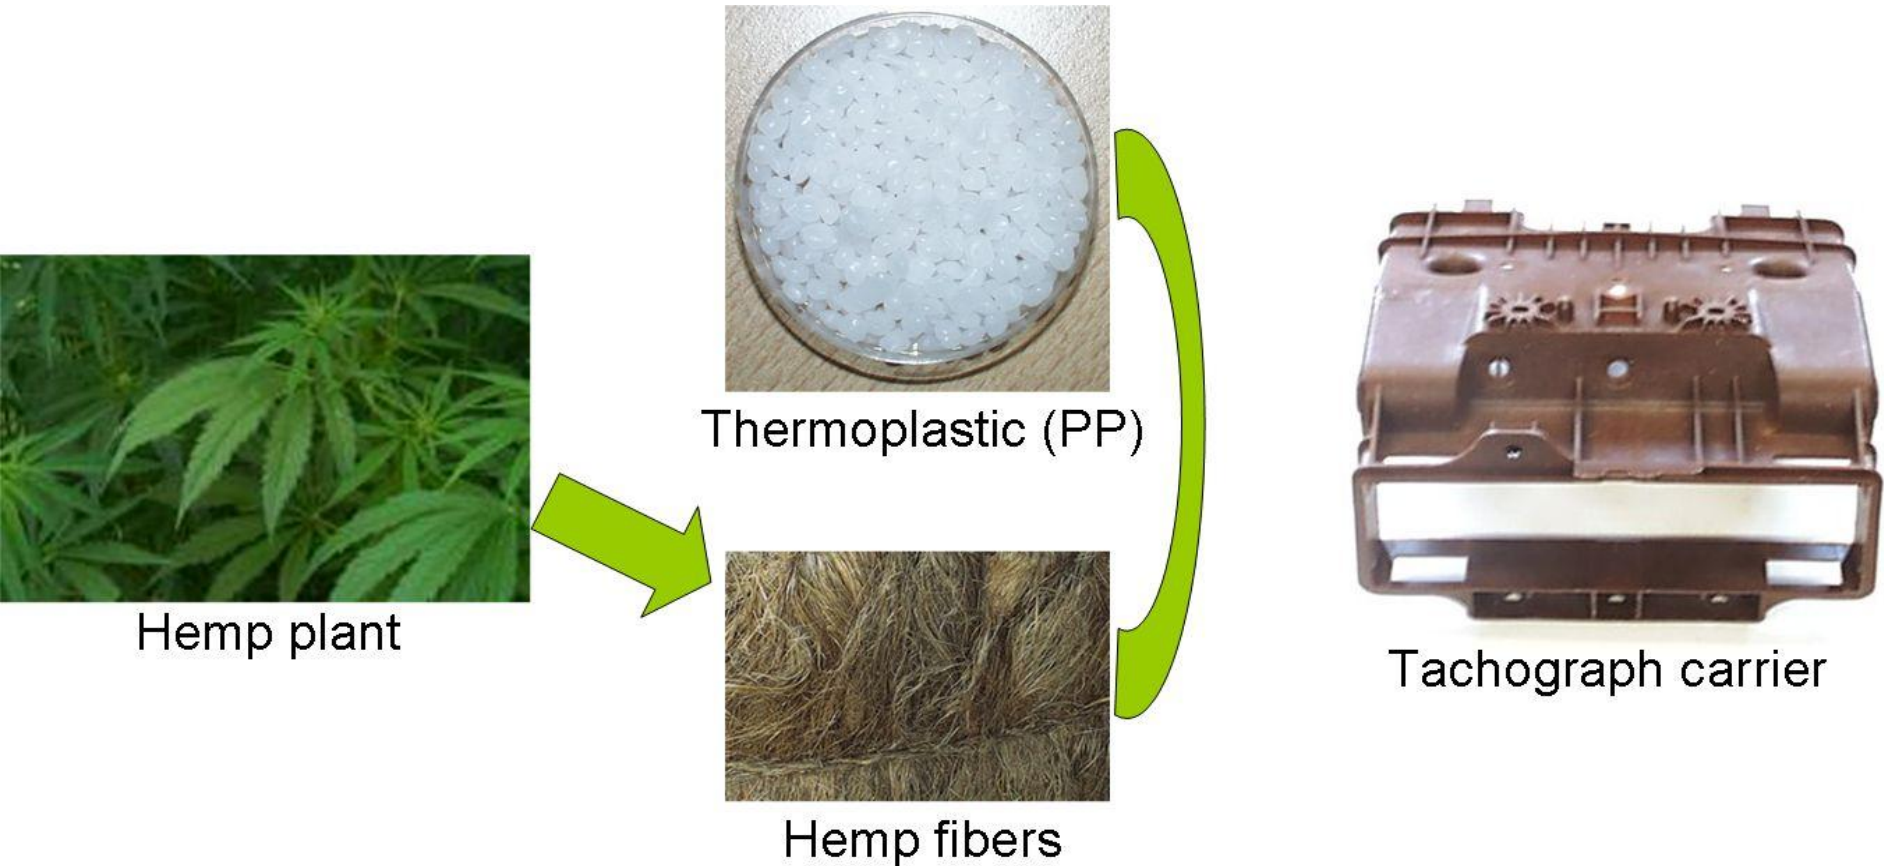 Thermoplastic (PP)
Hemp plant
Tachograph carrier
Hemp fibers